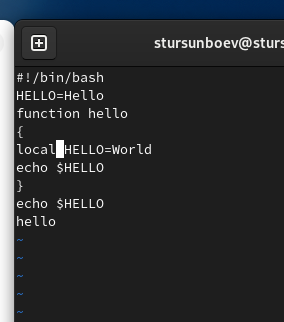 stursunboev@sturs
#!/bin/bash
HELLO=Hello
function hello
{
local HELLO=World
echo $HELLO
}
echo $HELLO
hello
~
~
~
~
~